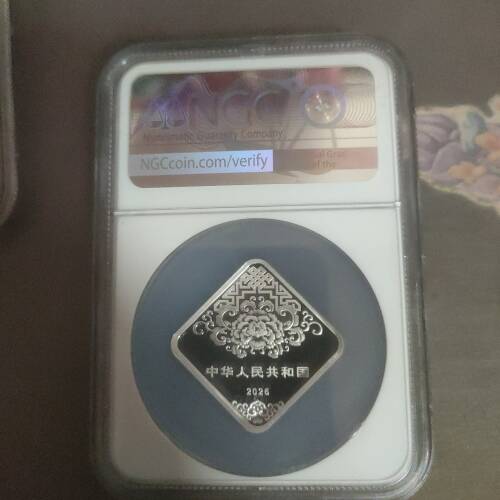 NGC
Numismatic Guaranty Company
NGCcoin.com/verify
中华人民共和国
2026